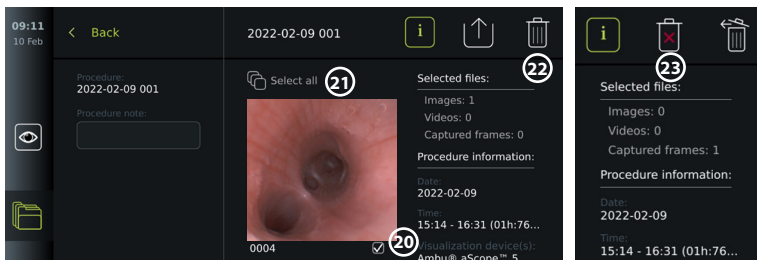 09:11
10 Feb
Back
2022-02-09 001
i
Procedure:
2022-02-09 001
Procedure note:
Select all
21
22
Selected files:
Images: 1
Videos: 0
Captured frames: 0
Procedure information:
Date:
2022-02-09
Time:
15:14 - 16:31 (01h:76...
Visualization device(s):
Ambu® aScope™ 5
0004
20
i
23
Selected files:
Images: 0
Videos: 0
Captured frames: 1
Procedure information:
Date:
2022-02-09
Time:
15:14 - 16:31 (01h:76...